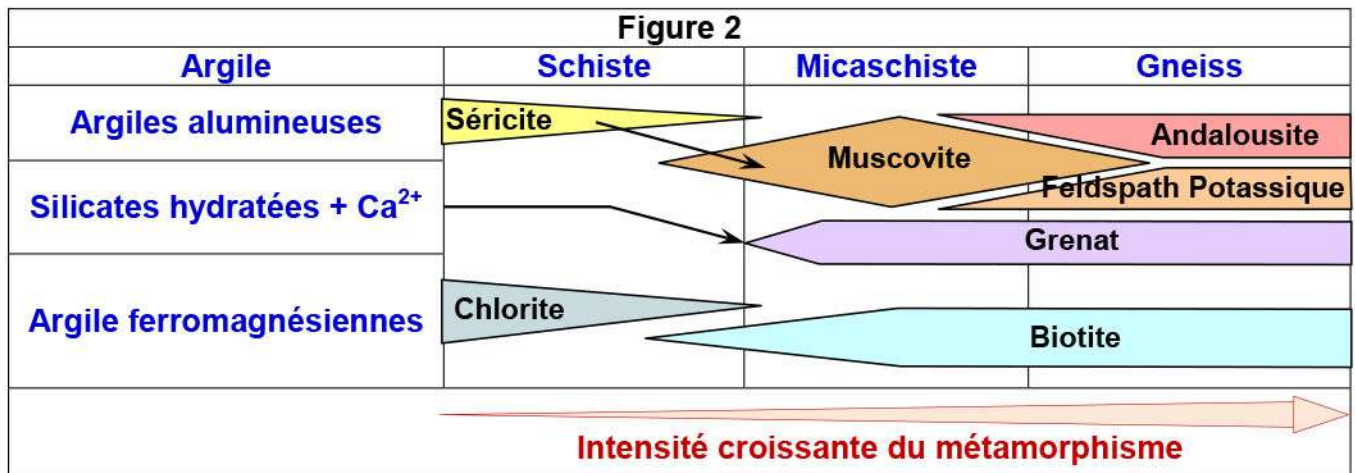 Figure 2
Argile Schiste Micaschiste Gneiss
Argiles alumineuses
Séricite
Muscovite
Andalousite
Silicates hydratées + Ca²⁺
Feldspath Potassique
Grenat
Argile ferromagnésiennes
Chlorite
Biotite
Intensité croissante du métamorphisme